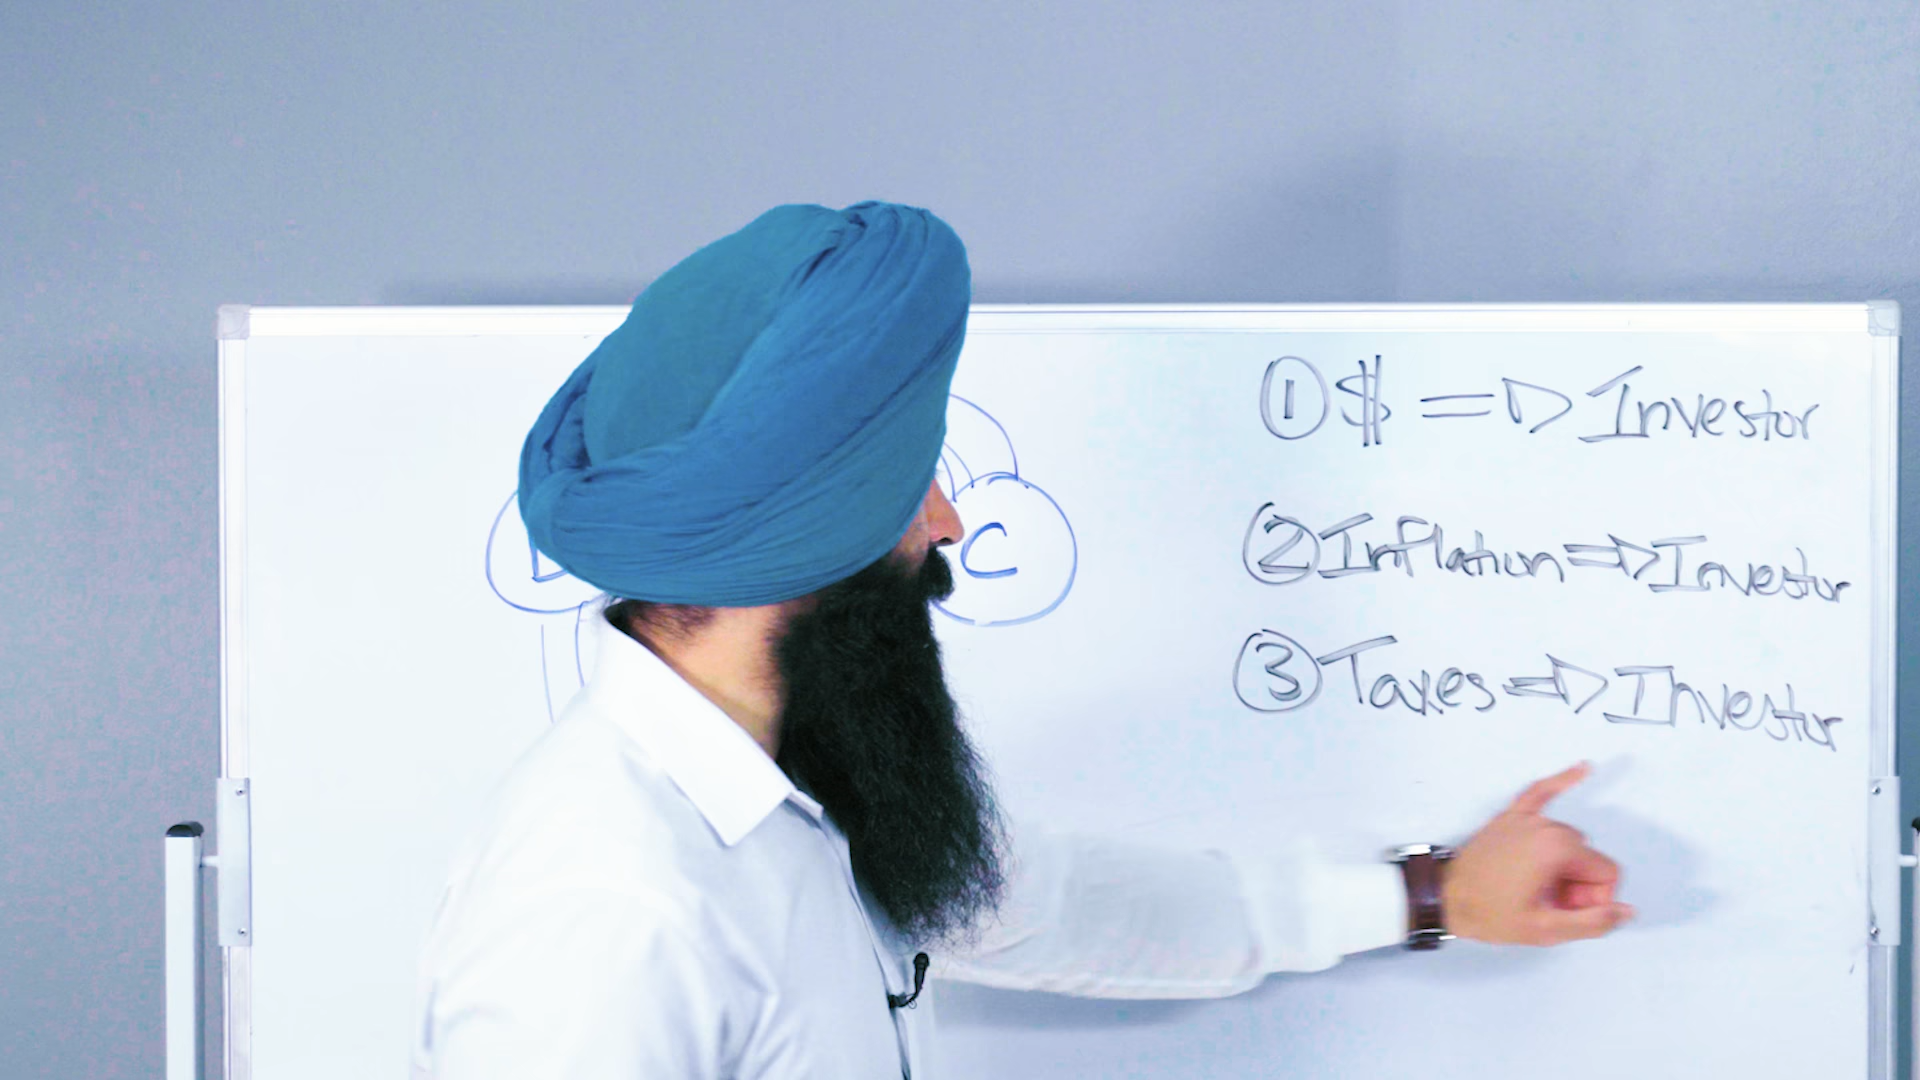 D
C
① $ => Investor
② Inflation => Investor
③ Taxes => Investor